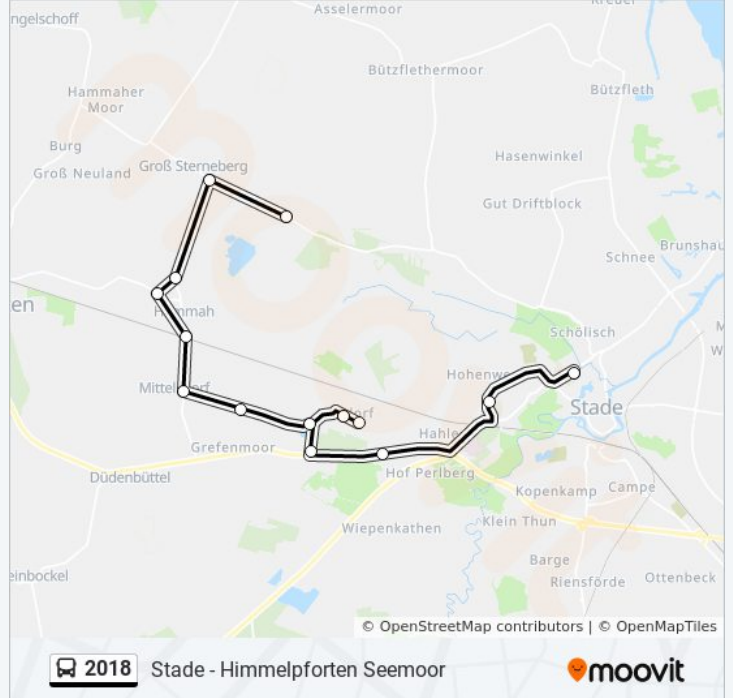 ngelschoff
Asselermoor
Bützflethermoor
Bützfleth
Hammaher
Moor
Burg
Groß Sterneberg
Hasenwinkel
Groß Neuland
Gut Driftblock
Brunshau
Schnee
en
Schölisch
Hohenwe
Stade
Hahle
Grefenmoor
Hof Perlberg
Düdenbüttel
Kopenkamp
Campe
Wiepenkathen
Klein Thun
Barge
einbockel
Riensförde
Ottenbeck
© OpenStreetMap contributors | © OpenMapTiles
2018 Stade - Himmelpforten Seemoor moovit